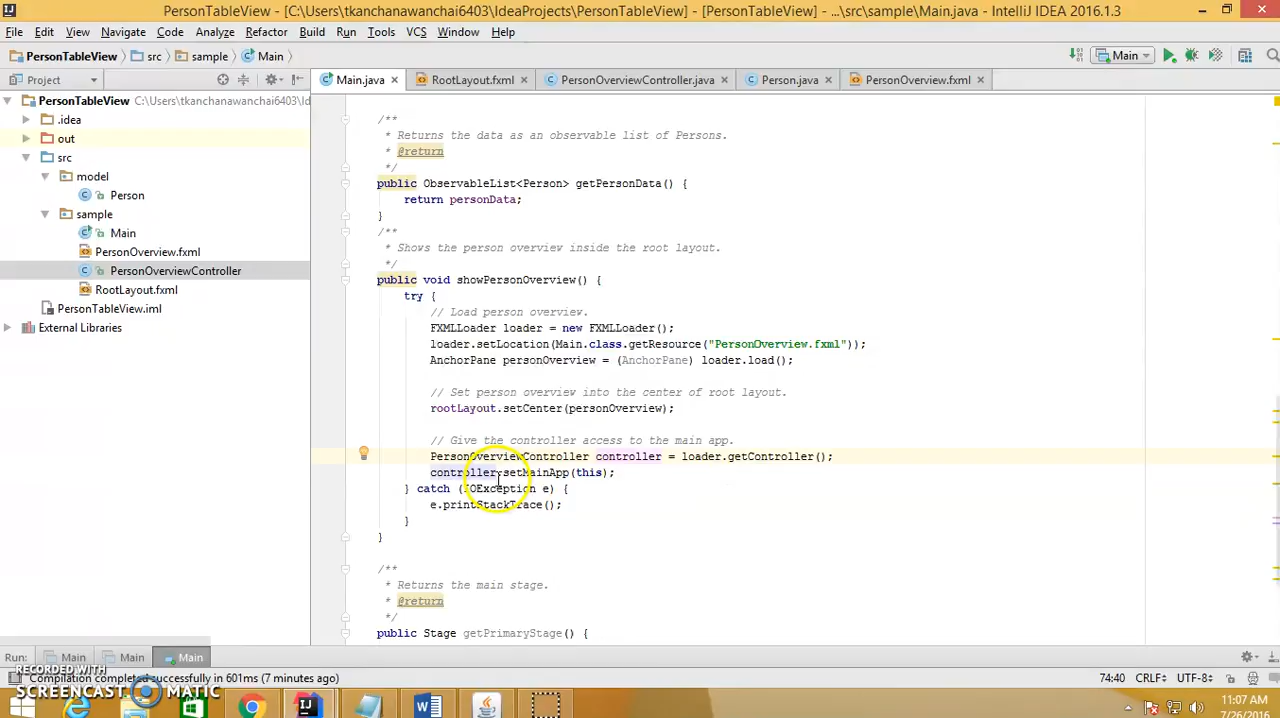 PersonTableView - [C:\Users\tkanchanawanchai6403\IdeaProjects\PersonTableView] - [PersonTableView] - ...\src\sample\Main.java - IntelliJ IDEA 2016.1.3
File Edit View Navigate Code Analyze Refactor Build Run Tools VCS Window Help
PersonTableView src sample Main Main
Project Main.java RootLayout.fxml PersonOverviewController.java Person.java PersonOverview.fxml
PersonTableView C:\Users\tkanchanawanchai6403\Id
.idea
out
src
model
Person
sample
Main
PersonOverview.fxml
PersonOverviewController
RootLayout.fxml
PersonTableView.iml
External Libraries
/**
* Returns the data as an observable list of Persons.
* @return
*/
public ObservableList<Person> getPersonData() {
return personData;
}
/**
* Shows the person overview inside the root layout.
*/
public void showPersonOverview() {
try {
// Load person overview.
FXMLLoader loader = new FXMLLoader();
loader.setLocation(Main.class.getResource("PersonOverview.fxml"));
AnchorPane personOverview = (AnchorPane) loader.load();
// Set person overview into the center of root layout.
rootLayout.setCenter(personOverview);
// Give the controller access to the main app.
PersonOverviewController controller = loader.getController();
controller.setMainApp(this);
} catch (IOException e) {
e.printStackTrace();
}
}
/**
* Returns the main stage.
* @return
*/
public Stage getPrimaryStage() {
Run: Main Main Main
RECORDED WITH
SCREENCAST MATIC
Compilation completed successfully in 601ms (7 minutes ago) 74:40 CRLF UTF-8
11:07 AM
7/26/2016